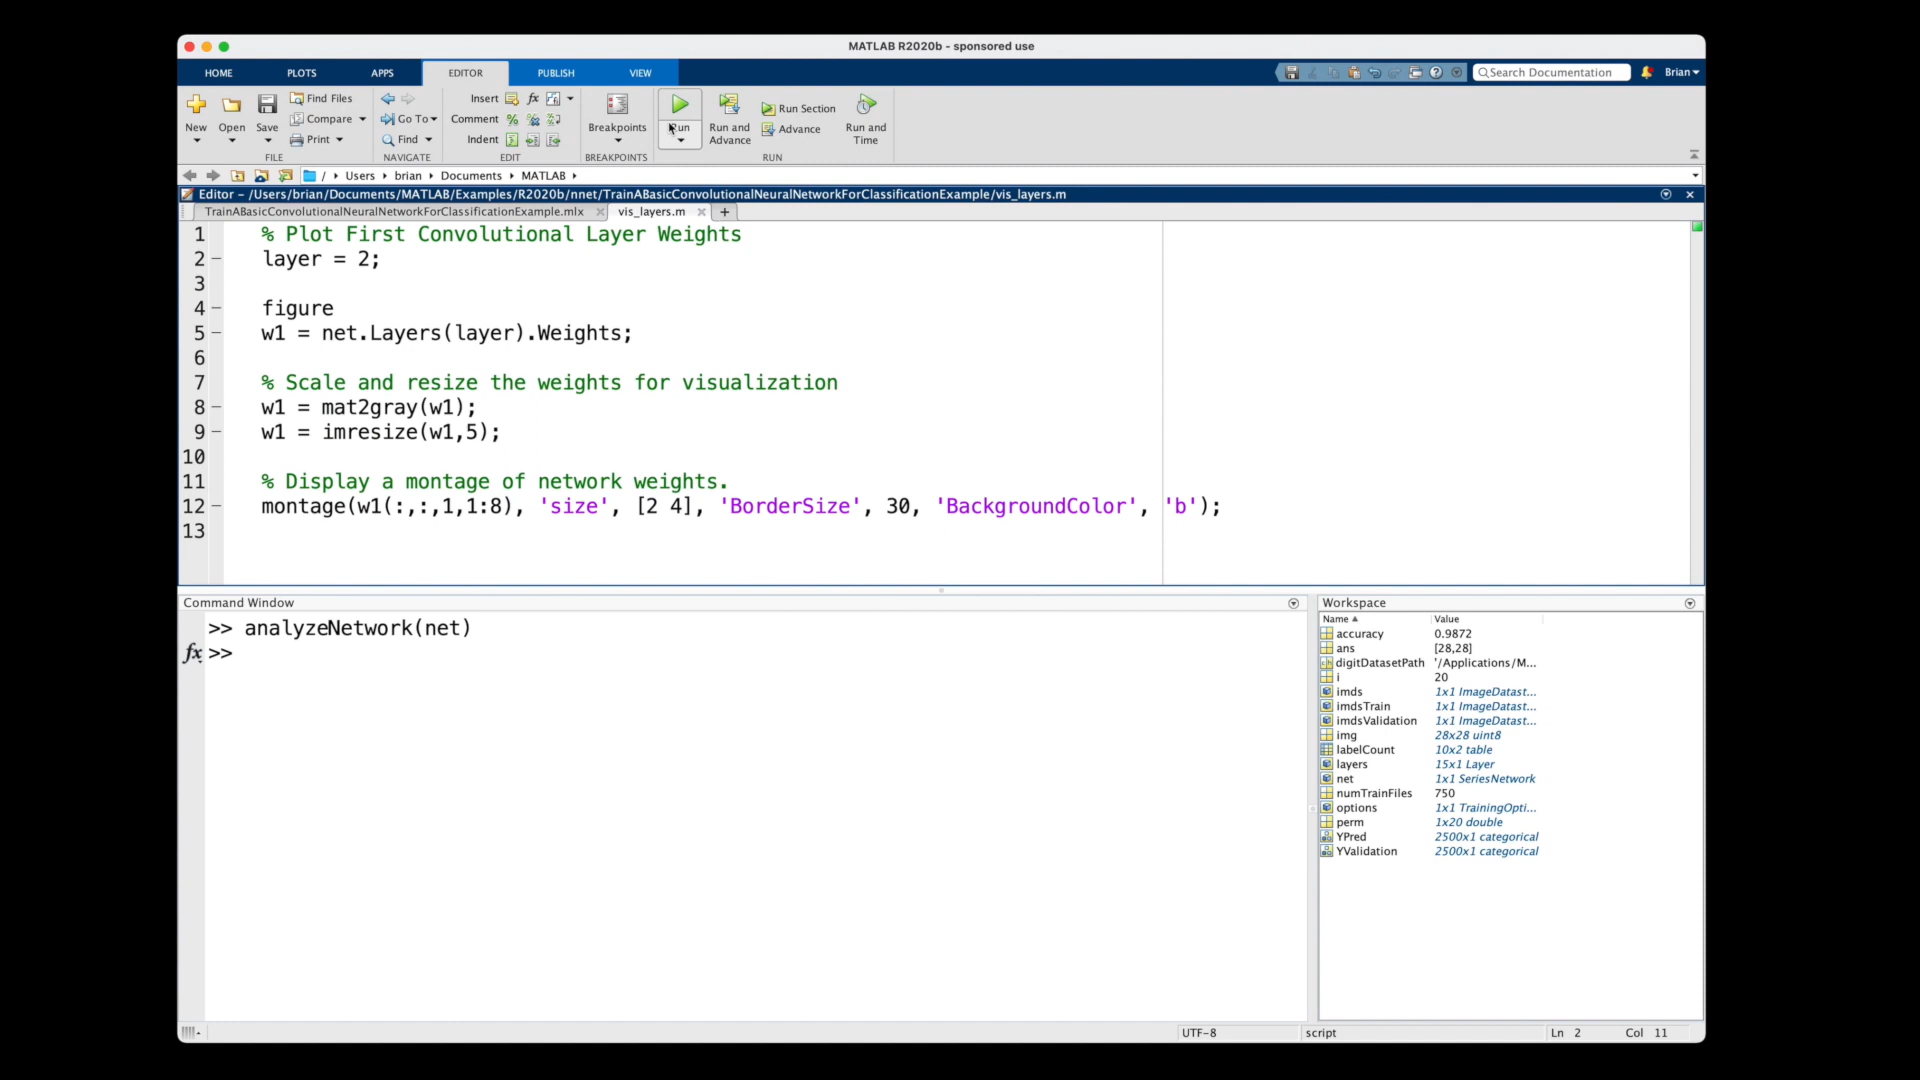 MATLAB R2020b - sponsored use
HOME PLOTS APPS EDITOR PUBLISH VIEW Search Documentation Brian
New Open Save Find Files Compare Print
Go To Find
Insert Comment Indent
Breakpoints Run Run and Advance Run Section Advance Run and Time
FILE NAVIGATE EDIT BREAKPOINTS RUN
/ Users brian Documents MATLAB
Editor - /Users/brian/Documents/MATLAB/Examples/R2020b/nnet/TrainABasicConvolutionalNeuralNetworkForClassificationExample/vis_layers.m
TrainABasicConvolutionalNeuralNetworkForClassificationExample.mlx vis_layers.m
1 % Plot First Convolutional Layer Weights
2 layer = 2;
3
4 figure
5 w1 = net.Layers(layer).Weights;
6
7 % Scale and resize the weights for visualization
8 w1 = mat2gray(w1);
9 w1 = imresize(w1,5);
10
11 % Display a montage of network weights.
12 montage(w1(:,:,1,1:8), 'size', [2 4], 'BorderSize', 30, 'BackgroundColor', 'b');
13
Command Window
>> analyzeNetwork(net)
fx >>
Workspace
Name Value
accuracy 0.9872
ans [28,28]
digitDatasetPath '/Applications/M...
i 20
imds 1x1 ImageDatast...
imdsTrain 1x1 ImageDatast...
imdsValidation 1x1 ImageDatast...
img 28x28 uint8
labelCount 10x2 table
layers 15x1 Layer
net 1x1 SeriesNetwork
numTrainFiles 750
options 1x1 TrainingOpti...
perm 1x20 double
YPred 2500x1 categorical
YValidation 2500x1 categorical
UTF-8 script Ln 2 Col 11